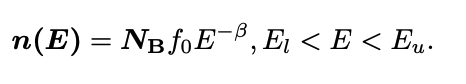 n(E) = N_B f_0 E^{-β}, E_l < E < E_u.